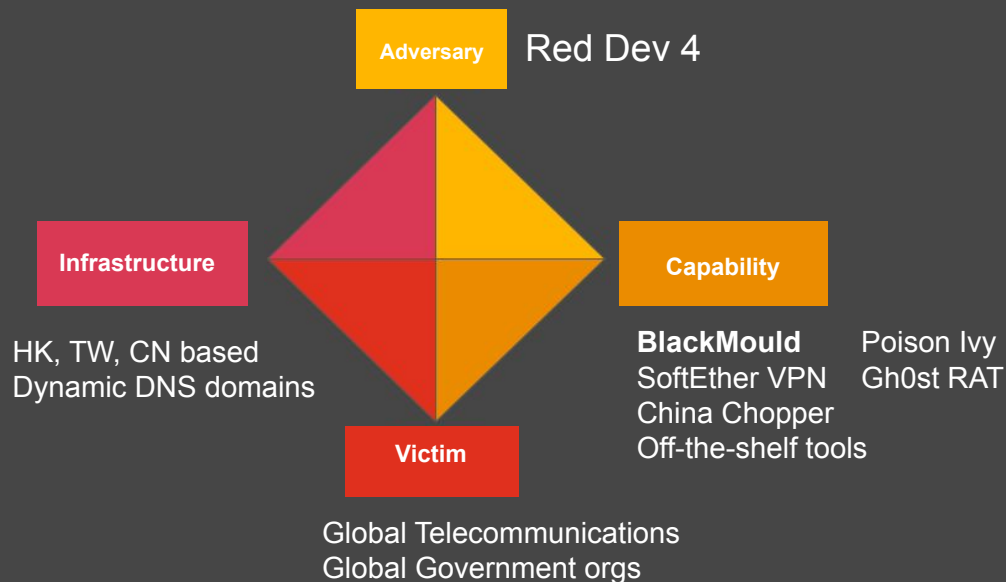 Adversary
Red Dev 4
Infrastructure
HK, TW, CN based
Dynamic DNS domains
Capability
BlackMould
SoftEther VPN
China Chopper
Off-the-shelf tools
Poison Ivy
Gh0st RAT
Victim
Global Telecommunications
Global Government orgs